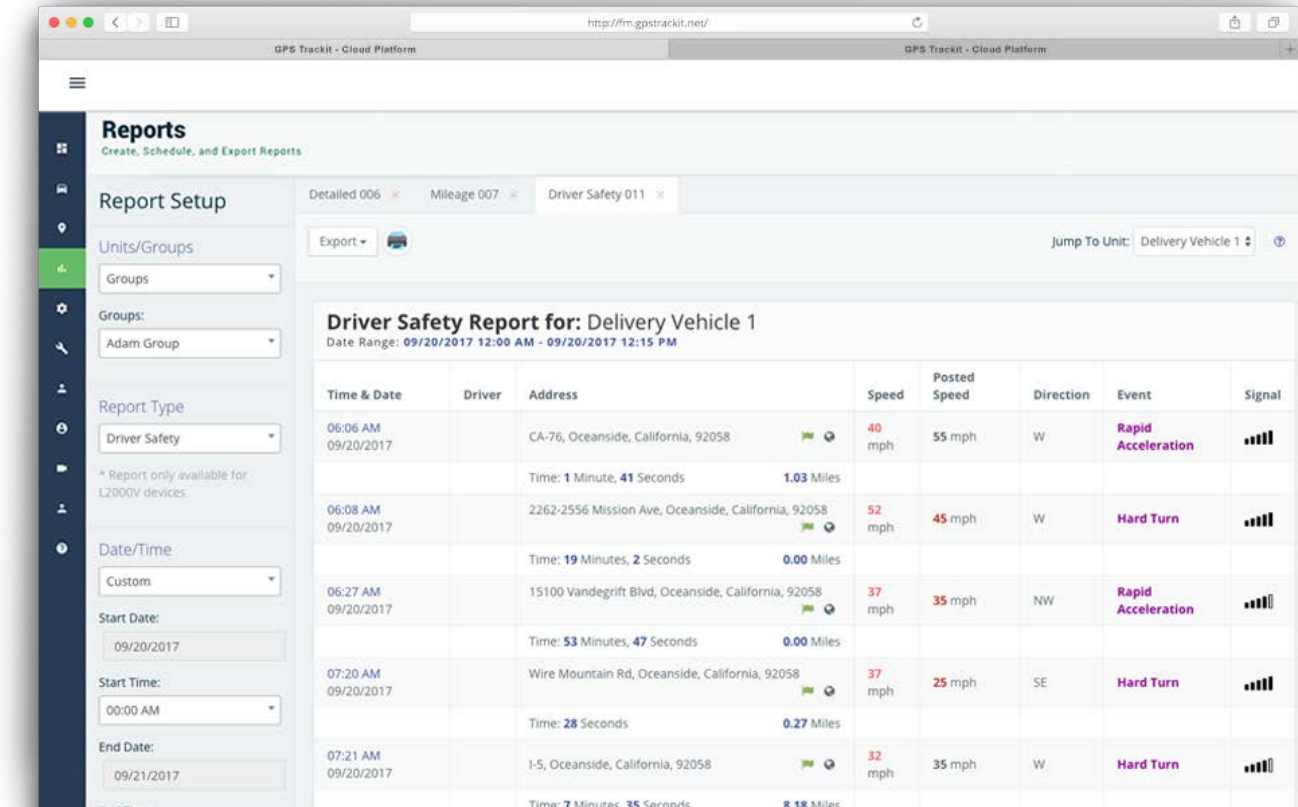 http://fm.gpstrackit.net/
GPS Trackit - Cloud Platform
GPS Trackit - Cloud Platform
Reports
Create, Schedule, and Export Reports
Report Setup
Detailed 006
Mileage 007
Driver Safety 011
Export
Jump To Unit: Delivery Vehicle 1
Units/Groups
Groups
Groups:
Adam Group
Report Type
Driver Safety
* Report only available for
L2000V devices
Date/Time
Custom
Start Date:
09/20/2017
Start Time:
00:00 AM
End Date:
09/21/2017
Driver Safety Report for: Delivery Vehicle 1
Date Range: 09/20/2017 12:00 AM - 09/20/2017 12:15 PM
Time & Date Driver Address Speed Posted Speed Direction Event Signal
06:06 AM 09/20/2017 CA-76, Oceanside, California, 92058 40 mph 55 mph W Rapid Acceleration
Time: 1 Minute, 41 Seconds 1.03 Miles
06:08 AM 09/20/2017 2262-2556 Mission Ave, Oceanside, California, 92058 52 mph 45 mph W Hard Turn
Time: 19 Minutes, 2 Seconds 0.00 Miles
06:27 AM 09/20/2017 15100 Vandegrift Blvd, Oceanside, California, 92058 37 mph 35 mph NW Rapid Acceleration
Time: 53 Minutes, 47 Seconds 0.00 Miles
07:20 AM 09/20/2017 Wire Mountain Rd, Oceanside, California, 92058 37 mph 25 mph SE Hard Turn
Time: 28 Seconds 0.27 Miles
07:21 AM 09/20/2017 I-5, Oceanside, California, 92058 32 mph 35 mph W Hard Turn
Time: 7 Minutes, 35 Seconds 8.18 Miles